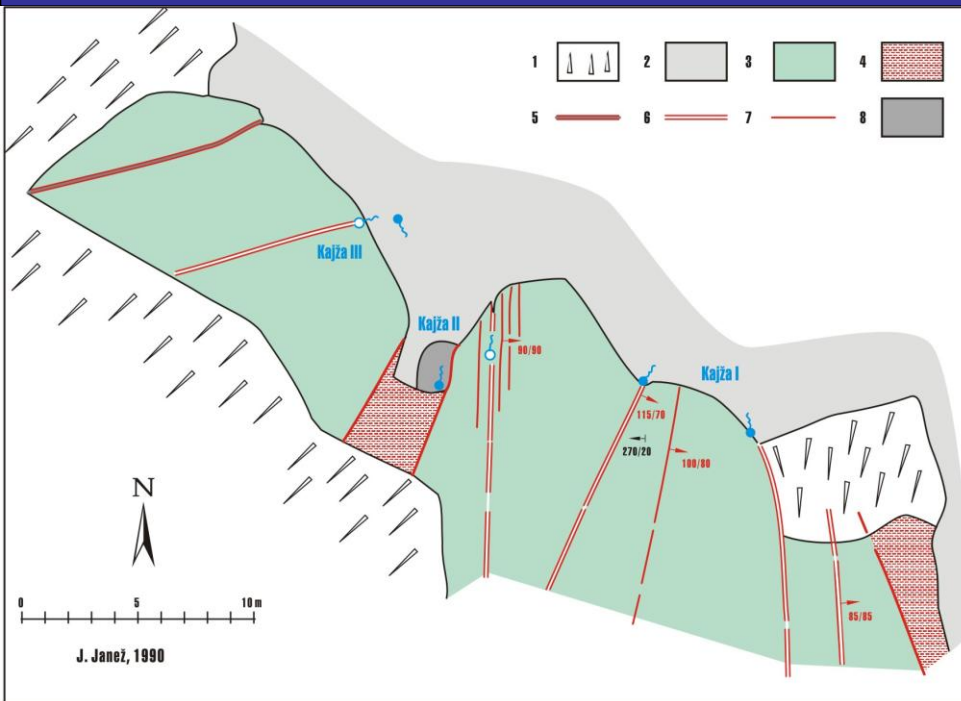 1 2 3 4
5 6 7 8
Kajža III
Kajža II
90/90
Kajža I
115/70
270/20
100/80
N
85/85
0 5 10 m
J. Janež, 1990